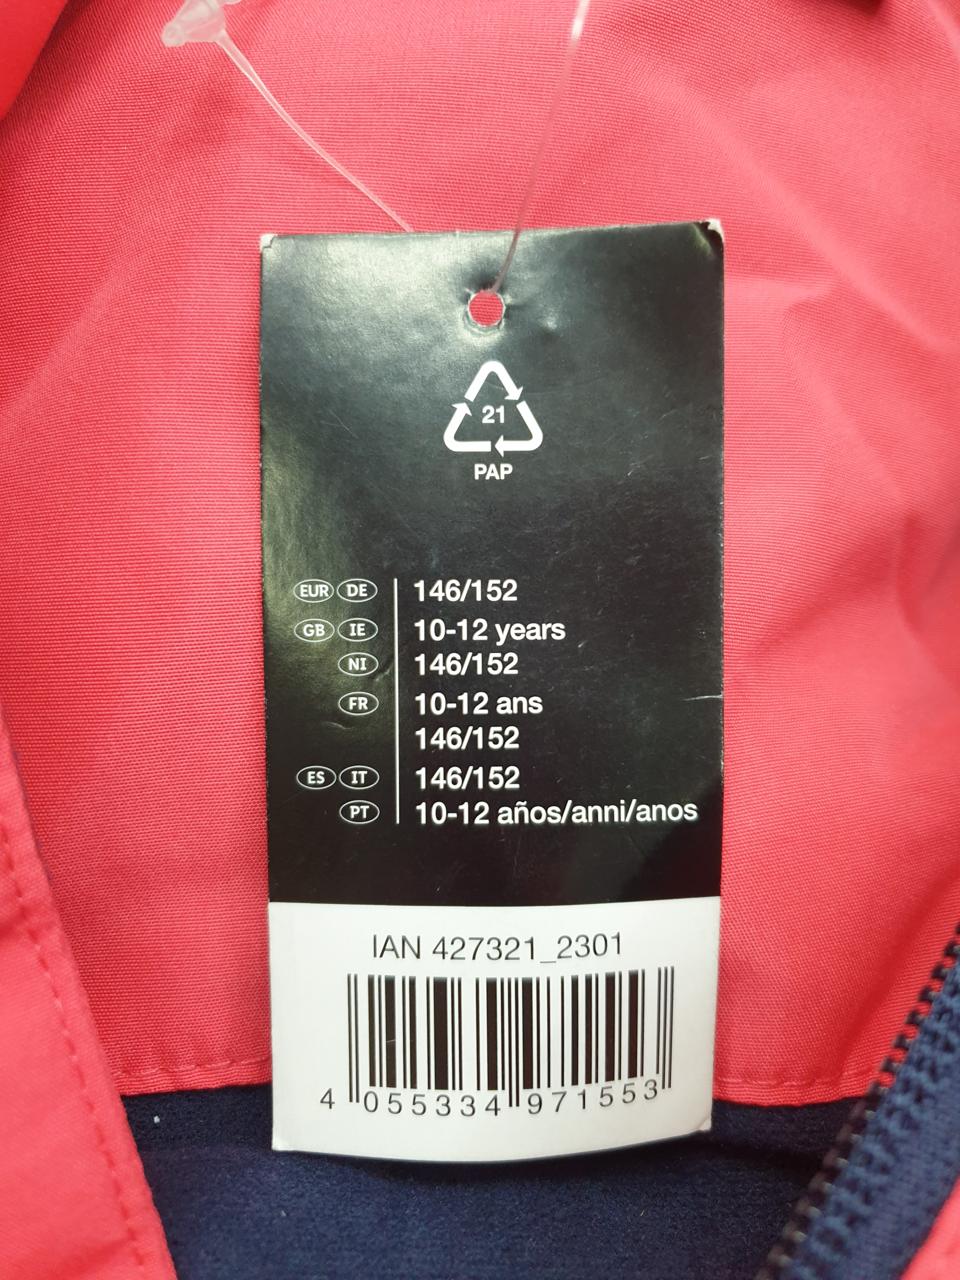 21
PAP
EUR DE 146/152
GB IE 10-12 years
NI 146/152
FR 10-12 ans
146/152
ES IT 146/152
PT 10-12 años/anni/anos
IAN 427321_2301
4 055334 971553